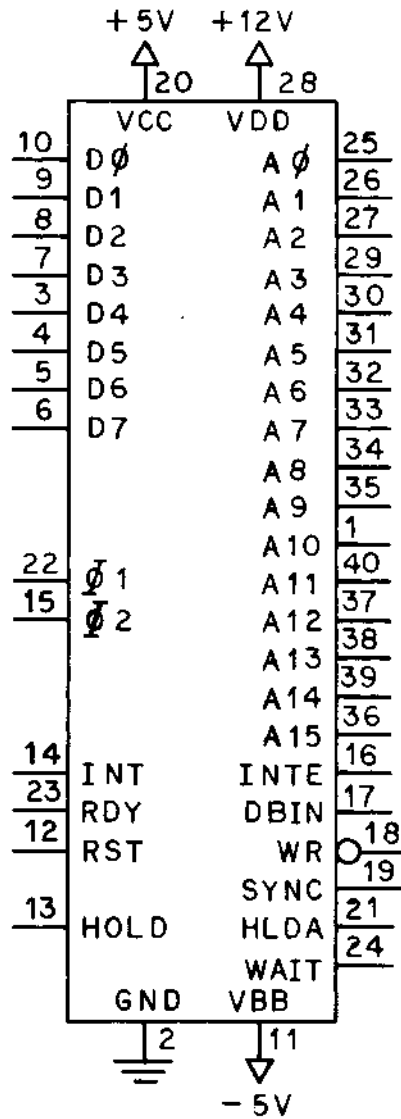 +5V +12V
20 28
VCC VDD
10 DØ AØ 25
9 D1 A1 26
8 D2 A2 27
7 D3 A3 29
3 D4 A4 30
4 D5 A5 31
5 D6 A6 32
6 D7 A7 33
A8 34
A9 35
A10 1
22 ϕ1 A11 40
15 ϕ2 A12 37
A13 38
A14 39
A15 36
14 INT INTE 16
23 RDY DBIN 17
12 RST WR 18
SYNC 19
13 HOLD HLDA 21
WAIT 24
GND VBB
2 11
-5V